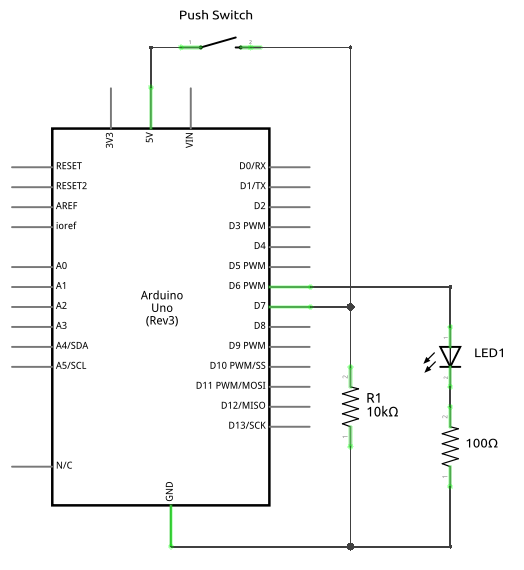 Push Switch
1
2
3V3
5V
VIN
RESET
RESET2
AREF
ioref
A0
A1
A2
A3
A4/SDA
A5/SCL
N/C
Arduino
Uno
(Rev3)
D0/RX
D1/TX
D2
D3 PWM
D4
D5 PWM
D6 PWM
D7
D8
D9 PWM
D10 PWM/SS
D11 PWM/MOSI
D12/MISO
D13/SCK
GND
2
R1
10kΩ
1
1
LED1
2
2
100Ω
1